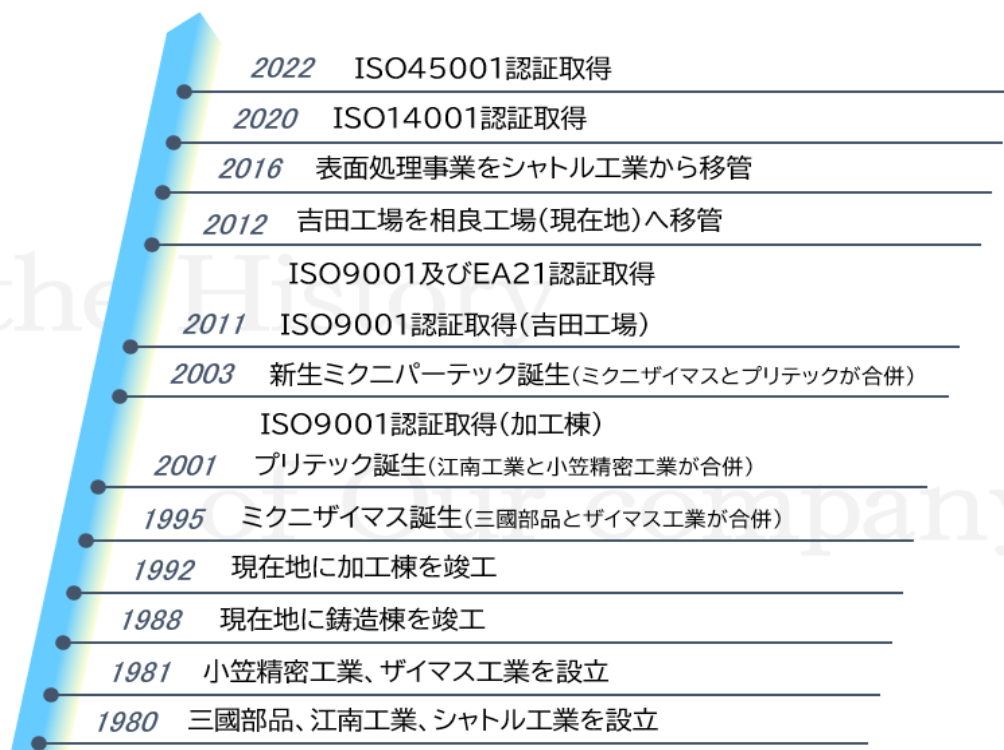 2022 ISO45001認証取得
2020 ISO14001認証取得
2016 表面処理事業をシャトル工業から移管
2012 吉田工場を相良工場(現在地)へ移管
ISO9001及びEA21認証取得
the History
2011 ISO9001認証取得(吉田工場)
2003 新生ミクニパーテック誕生(ミクニザイマスとプリテックが合併)
ISO9001認証取得(加工棟)
2001 プリテック誕生(江南工業と小笠精密工業が合併)
of Our company
1995 ミクニザイマス誕生(三國部品とザイマス工業が合併)
1992 現在地に加工棟を竣工
1988 現在地に鋳造棟を竣工
1981 小笠精密工業、ザイマス工業を設立
1980 三國部品、江南工業、シャトル工業を設立